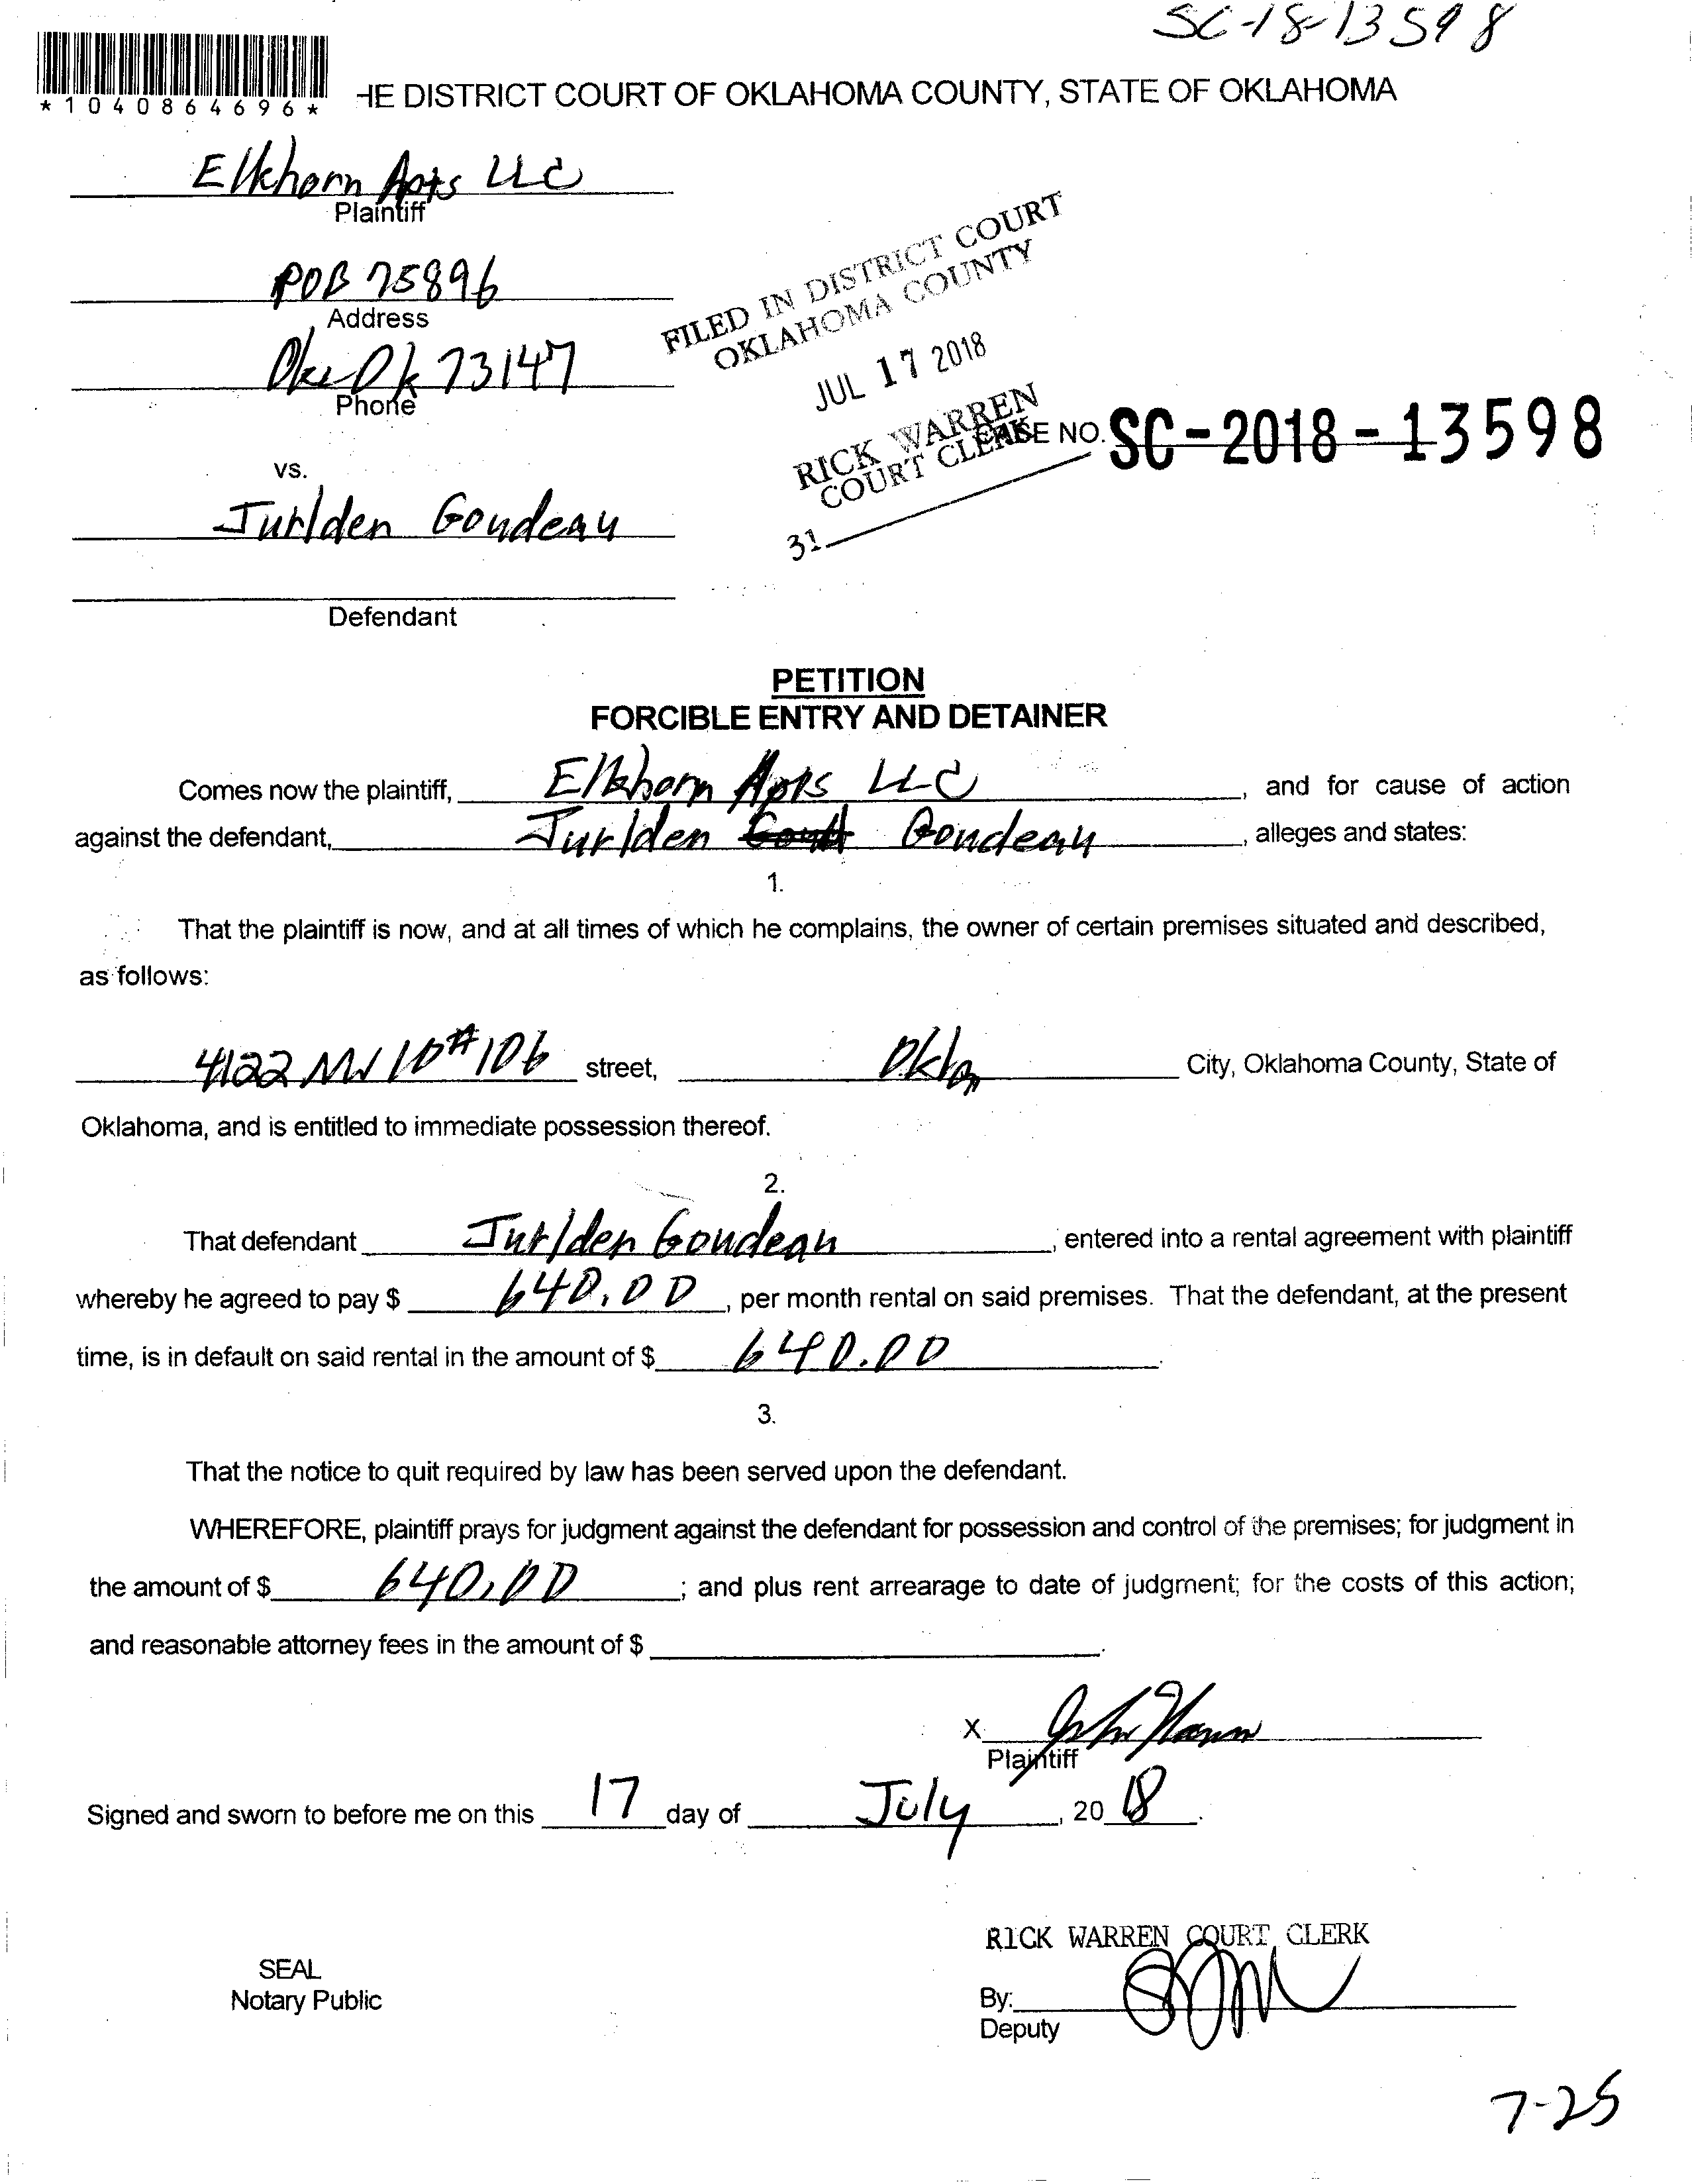 SC-18-13598
*1040864696*
HE DISTRICT COURT OF OKLAHOMA COUNTY, STATE OF OKLAHOMA
Elkhorn Apts LLC
Plaintiff
POB 75896
Address
Okc Ok 73147
Phone
FILED IN DISTRICT COURT
OKLAHOMA COUNTY
JUL 17 2018
RICK WARREN
COURT CLERK
31
CASE NO. SC-2018-13598
vs.
Jurlden Goudeau
Defendant
PETITION
FORCIBLE ENTRY AND DETAINER
Comes now the plaintiff, Elkhorn Apts LLC, and for cause of action
against the defendant, Jurlden Goudeau, alleges and states:
1.
That the plaintiff is now, and at all times of which he complains, the owner of certain premises situated and described,
as follows:
4122 NW 10 #106 street, Okla City, Oklahoma County, State of
Oklahoma, and is entitled to immediate possession thereof.
2.
That defendant Jurlden Goudeau, entered into a rental agreement with plaintiff
whereby he agreed to pay $ 640.00, per month rental on said premises. That the defendant, at the present
time, is in default on said rental in the amount of $ 640.00.
3.
That the notice to quit required by law has been served upon the defendant.
WHEREFORE, plaintiff prays for judgment against the defendant for possession and control of the premises; for judgment in
the amount of $ 640.00; and plus rent arrearage to date of judgment; for the costs of this action;
and reasonable attorney fees in the amount of $ .
X John
Plaintiff
Signed and sworn to before me on this 17 day of July, 2018.
RICK WARREN COURT CLERK
SEAL
Notary Public
By:
Deputy
7-25